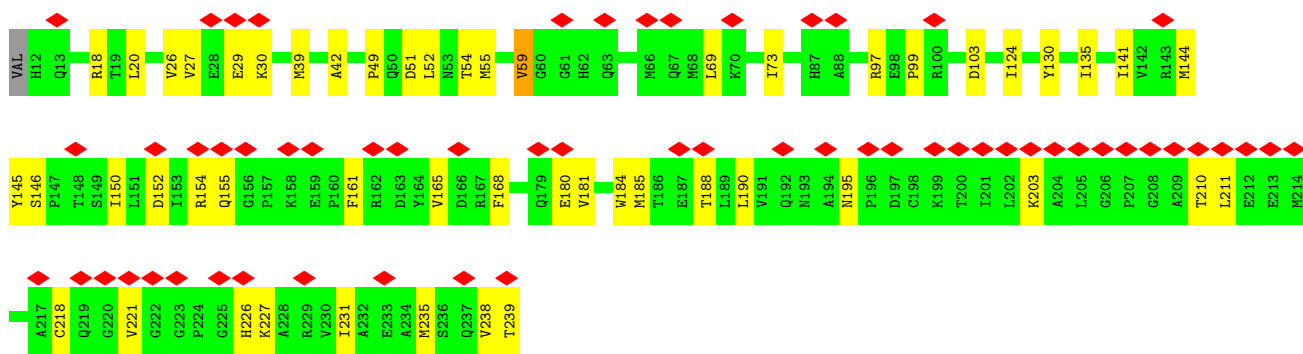 VAL H12 Q13 R18 T19 L20 V26 V27 E28 E29 K30 M39 A42 P49 Q50 D51 L52 N53 T54 M55 V59 G60 G61 H62 Q63 M66 Q67 M68 L69 K70 I73 H87 A88 R97 E98 P99 R100 D103 I124 Y130 I135 I141 V142 R143 M144
Y145 S146 P147 T148 S149 I150 L151 D152 I153 R154 Q155 G156 P157 K158 E159 P160 F161 R162 D163 Y164 V165 D166 R167 F168 Q179 E180 V181 W184 M185 T186 E187 T188 L189 L190 V191 Q192 N193 A194 N195 P196 D197 C198 K199 T200 I201 L202 K203 A204 L205 G206 P207 G208 A209 T210 L211 E212 E213 M214
A217 C218 Q219 G220 V221 G222 G223 P224 G225 H226 K227 A228 R229 V230 I231 A232 E233 A234 M235 S236 Q237 V238 T239